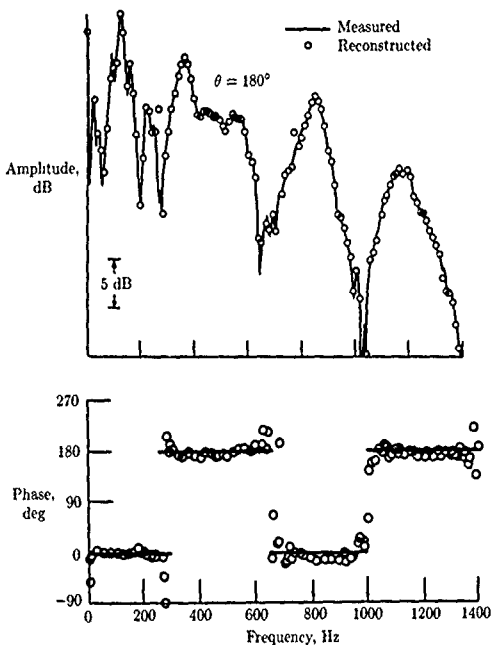 Measured
Reconstructed
θ = 180°
Amplitude,
dB
5 dB
270
180
90
0
-90
Phase,
deg
0
200
400
600
800
1000
1200
1400
Frequency, Hz